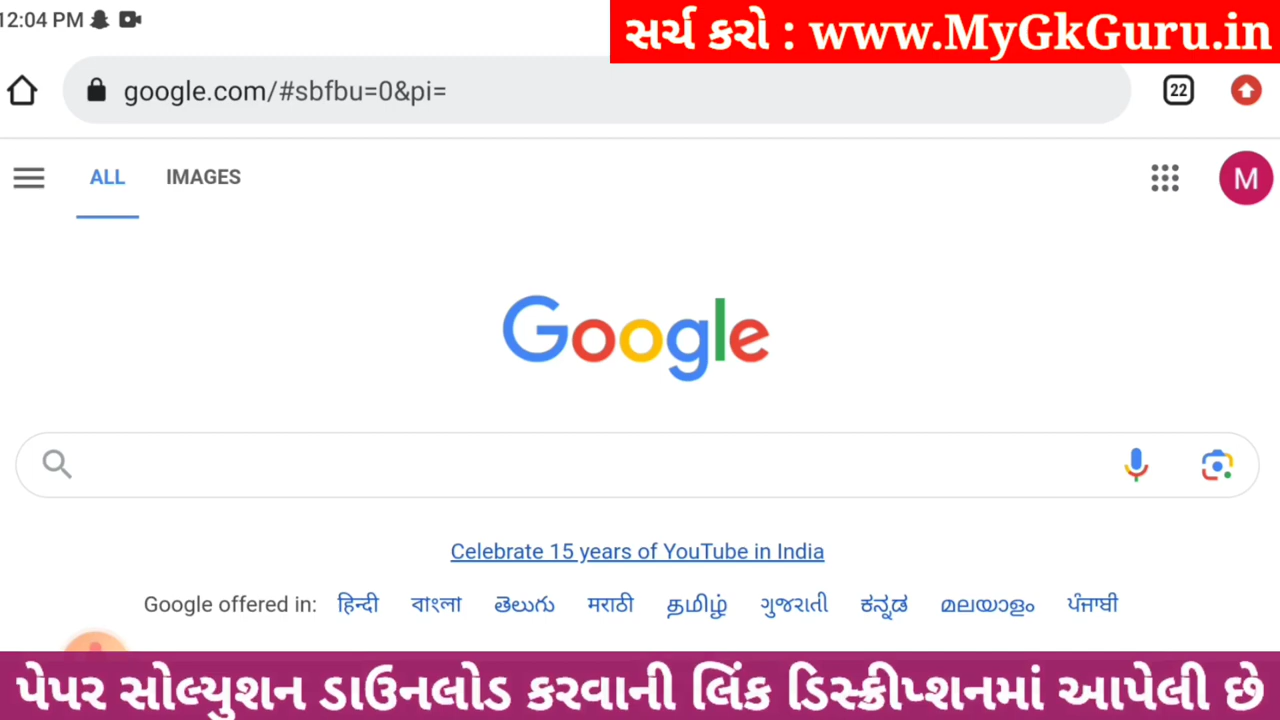 12:04 PM
સર્ચ કરો : www.MyGkGuru.in
google.com/#sbfbu=0&pi=
22
ALL IMAGES
M
Google
Celebrate 15 years of YouTube in India
Google offered in: हिन्दी বাংলা తెలుగు मराठी தமிழ் ગુજરાતી ಕನ್ನಡ മലയാളം ਪੰਜਾਬੀ
પેપર સોલ્યુશન ડાઉનલોડ કરવાની લિંક ડિસ્ક્રીપ્શનમાં આપેલી છે